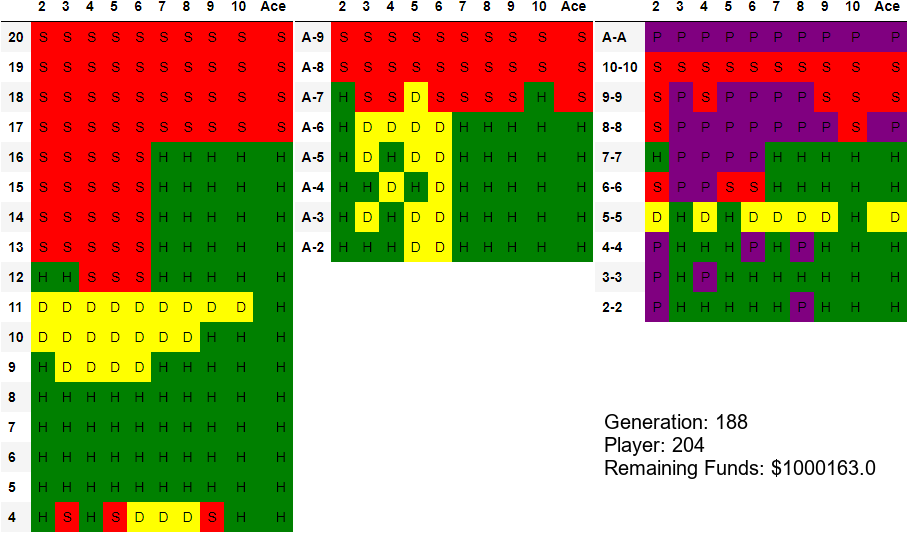 2 3 4 5 6 7 8 9 10 Ace
20 S S S S S S S S S S
19 S S S S S S S S S S
18 S S S S S S S S S S
17 S S S S S S S S S S
16 S S S S S H H H H H
15 S S S S S H H H H H
14 S S S S S H H H H H
13 S S S S S H H H H H
12 H H S S S H H H H H
11 D D D D D D D D D H
10 D D D D D D D H H H
9 H D D D D H H H H H
8 H H H H H H H H H H
7 H H H H H H H H H H
6 H H H H H H H H H H
5 H H H H H H H H H H
4 H S H S D D D S H H
2 3 4 5 6 7 8 9 10 Ace
A-9 S S S S S S S S S S
A-8 S S S S S S S S S S
A-7 H S S D S S S S H S
A-6 H D D D D H H H H H
A-5 H D H D D H H H H H
A-4 H H D H D H H H H H
A-3 H D H D D H H H H H
A-2 H H H D D H H H H H
2 3 4 5 6 7 8 9 10 Ace
A-A P P P P P P P P P P
10-10 S S S S S S S S S S
9-9 S P S P P P P S S S
8-8 S P P P P P P P S P
7-7 H P P P P H H H H H
6-6 S P P S S H H H H H
5-5 D H D H D D D D H D
4-4 P H H H P H P H H H
3-3 P H P H H H H H H H
2-2 P H H H H H P H H H
Generation: 188
Player: 204
Remaining Funds: $1000163.0